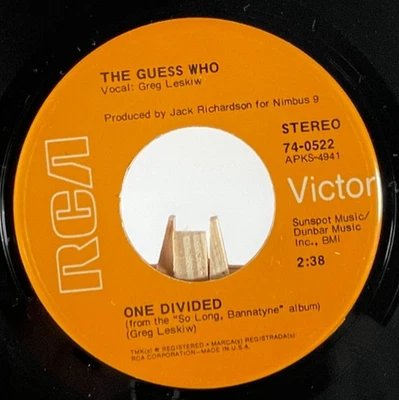 THE GUESS WHO
Vocal: Greg Leskiw
Produced by Jack Richardson for Nimbus 9
STEREO
74-0522
APKS-4941
RCA
Victor
Sunspot Music/
Dunbar Music
Inc., BMI
2:38
ONE DIVIDED
(from the "So Long, Bannatyne" album)
(Greg Leskiw)
TMK(s) ® REGISTERED • MARCA(s) REGISTRADA(s)
RCA CORPORATION—MADE IN U.S.A.